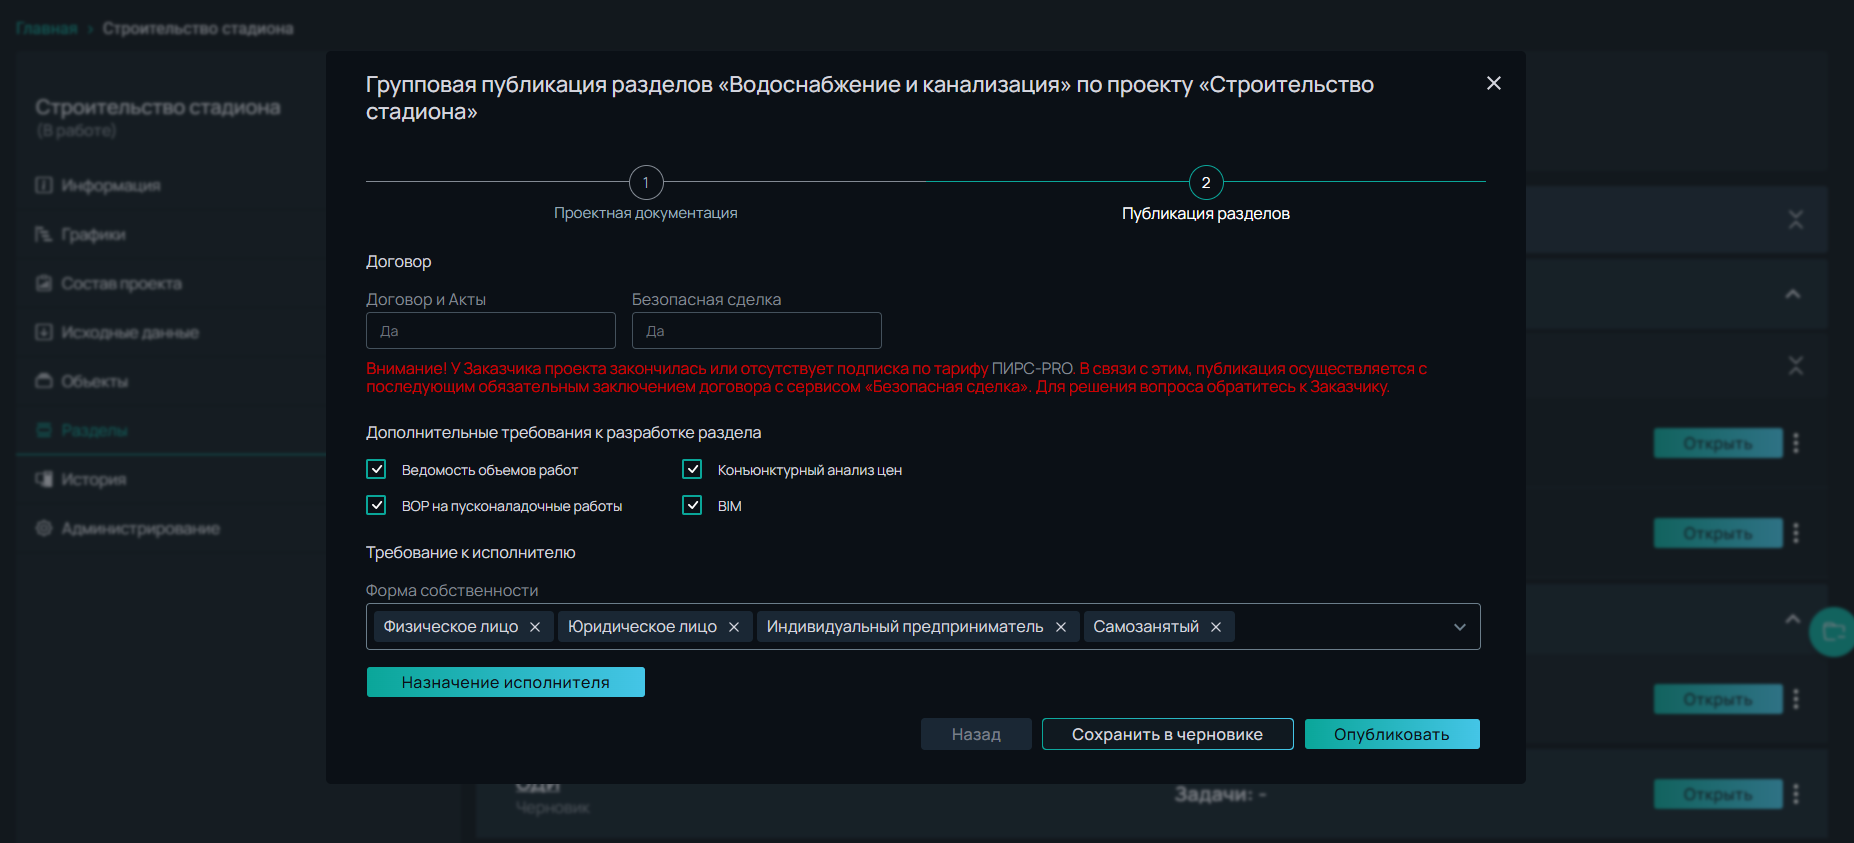 Главная › Строительство стадиона
Строительство стадиона
(В работе)
Информация
Графики
Состав проекта
Исходные данные
Объекты
Разделы
История
Администрирование
Групповая публикация разделов «Водоснабжение и канализация» по проекту «Строительство
стадиона»
1
Проектная документация
2
Публикация разделов
Договор
Договор и Акты
Безопасная сделка
Да
Да
Внимание! У Заказчика проекта закончилась или отсутствует подписка по тарифу ПИРС-PRO. В связи с этим, публикация осуществляется с
последующим обязательным заключением договора с сервисом «Безопасная сделка». Для решения вопроса обратитесь к Заказчику.
Дополнительные требования к разработке раздела
Ведомость объемов работ
Конъюнктурный анализ цен
ВОР на пусконаладочные работы
BIM
Требование к исполнителю
Форма собственности
Физическое лицо
Юридическое лицо
Индивидуальный предприниматель
Самозанятый
Назначение исполнителя
Назад
Сохранить в черновике
Опубликовать
Открыть
Открыть
Открыть
Черновик
Задачи: -
Открыть